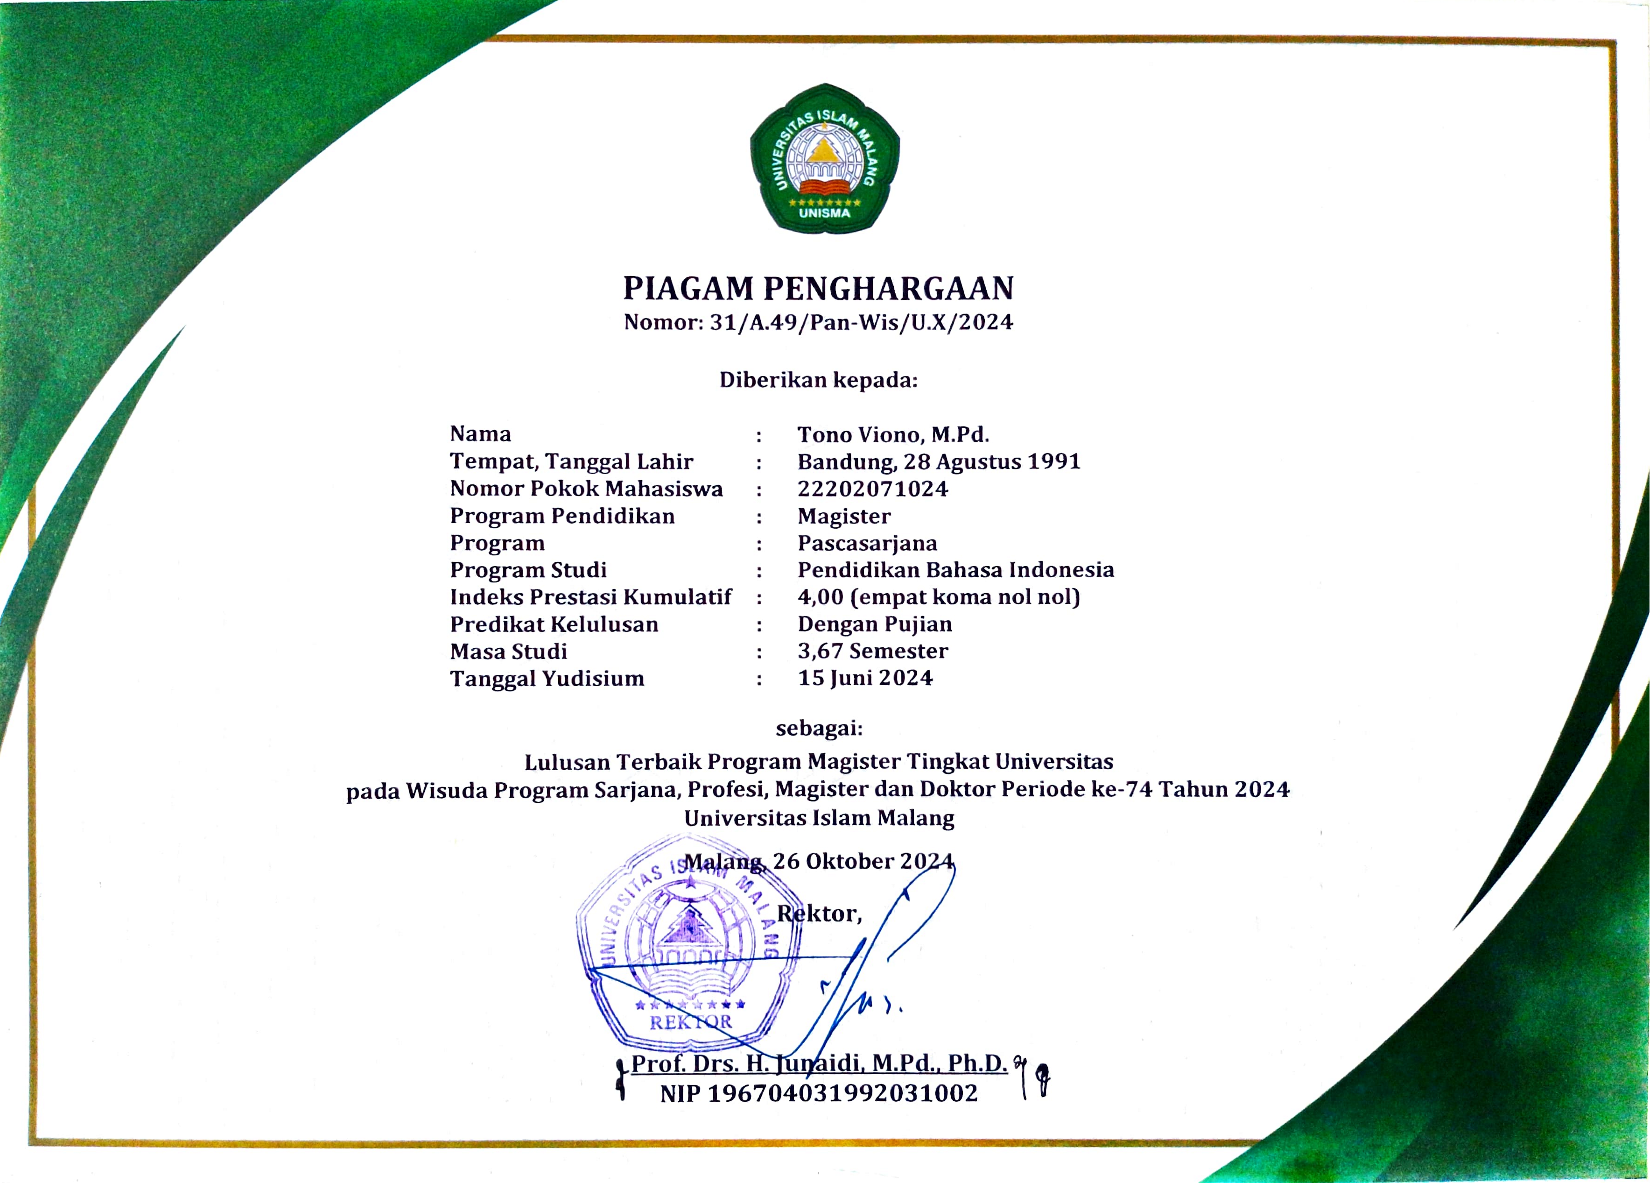 UNIVERSITAS ISLAM MALANG
UNISMA
PIAGAM PENGHARGAAN
Nomor: 31/A.49/Pan-Wis/U.X/2024
Diberikan kepada:
Nama : Tono Viono, M.Pd.
Tempat, Tanggal Lahir : Bandung, 28 Agustus 1991
Nomor Pokok Mahasiswa : 22202071024
Program Pendidikan : Magister
Program : Pascasarjana
Program Studi : Pendidikan Bahasa Indonesia
Indeks Prestasi Kumulatif : 4,00 (empat koma nol nol)
Predikat Kelulusan : Dengan Pujian
Masa Studi : 3,67 Semester
Tanggal Yudisium : 15 Juni 2024
sebagai:
Lulusan Terbaik Program Magister Tingkat Universitas
pada Wisuda Program Sarjana, Profesi, Magister dan Doktor Periode ke-74 Tahun 2024
Universitas Islam Malang
Malang, 26 Oktober 2024
Rektor,
UNIVERSITAS ISLAM MALANG
REKTOR
Prof. Drs. H. Junaidi, M.Pd., Ph.D.
NIP 196704031992031002